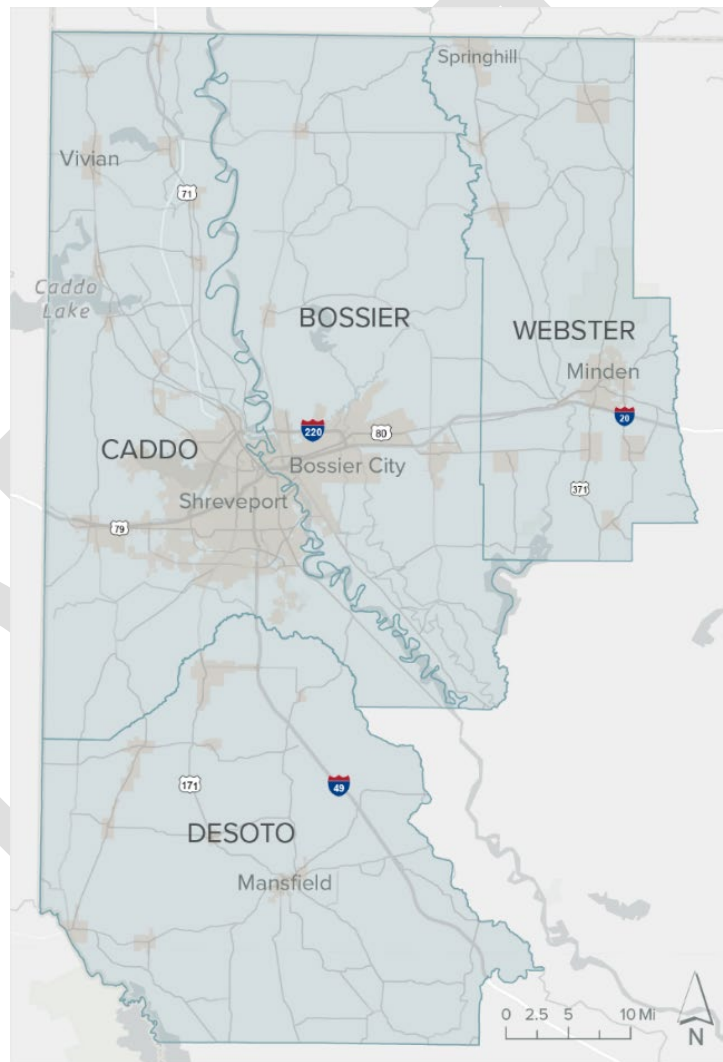 Springhill
Vivian
71
Caddo
Lake
BOSSIER
WEBSTER
Minden
20
220
80
CADDO
Bossier City
371
Shreveport
79
171
49
DESOTO
Mansfield
0 2.5 5 10 Mi
N